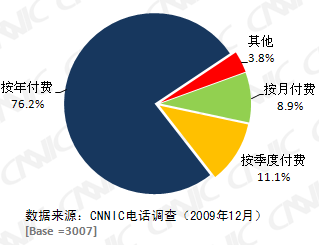 其他
3.8%
按年付费
76.2%
按月付费
8.9%
按季度付费
11.1%
数据来源：CNNIC电话调查（2009年12月）
[Base =3007]